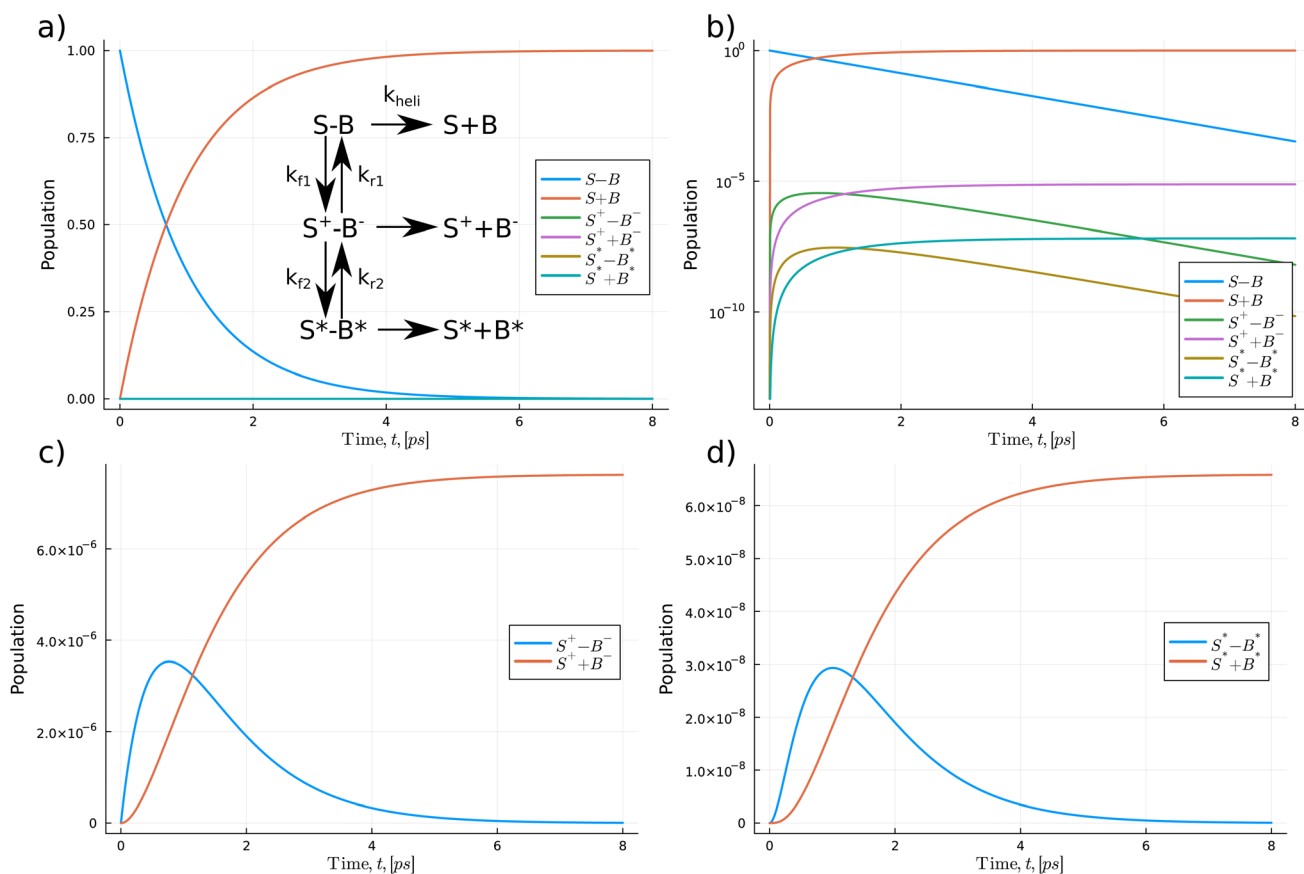 a)
1.00
0.75
0.50
0.25
0.00
Population
0 2 4 6 8
Time, t, [ps]
k_heli
S-B S+B
k_f1 k_r1
S⁺-B⁻ S⁺+B⁻
k_f2 k_r2
S*-B* S*+B*
S−B
S+B
S⁺−B⁻
S⁺+B⁻
S*−B*
S*+B*
b)
10⁰
10⁻⁵
10⁻¹⁰
Population
0 2 4 6 8
Time, t, [ps]
S−B
S+B
S⁺−B⁻
S⁺+B⁻
S*−B*
S*+B*
c)
6.0×10⁻⁶
4.0×10⁻⁶
2.0×10⁻⁶
0
Population
0 2 4 6 8
Time, t, [ps]
S⁺−B⁻
S⁺+B⁻
d)
6.0×10⁻⁸
5.0×10⁻⁸
4.0×10⁻⁸
3.0×10⁻⁸
2.0×10⁻⁸
1.0×10⁻⁸
0
Population
0 2 4 6 8
Time, t, [ps]
S*−B*
S*+B*